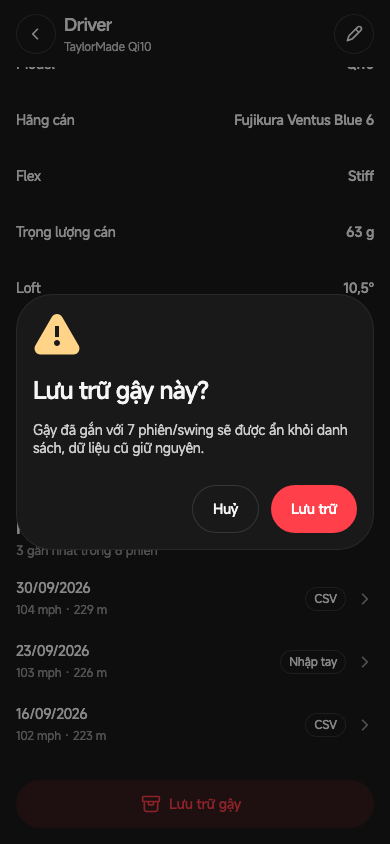 Driver
TaylorMade Qi10
Hãng cán
Fujikura Ventus Blue 6
Flex
Stiff
Trọng lượng cán
63 g
Loft
10,5°
Lưu trữ gậy này?
Gậy đã gắn với 7 phiên/swing sẽ được ẩn khỏi danh
sách, dữ liệu cũ giữ nguyên.
Huỷ
Lưu trữ
3 gần nhất trong 6 phiên
30/09/2026
104 mph · 229 m
CSV
23/09/2026
103 mph · 226 m
Nhập tay
16/09/2026
102 mph · 223 m
CSV
Lưu trữ gậy